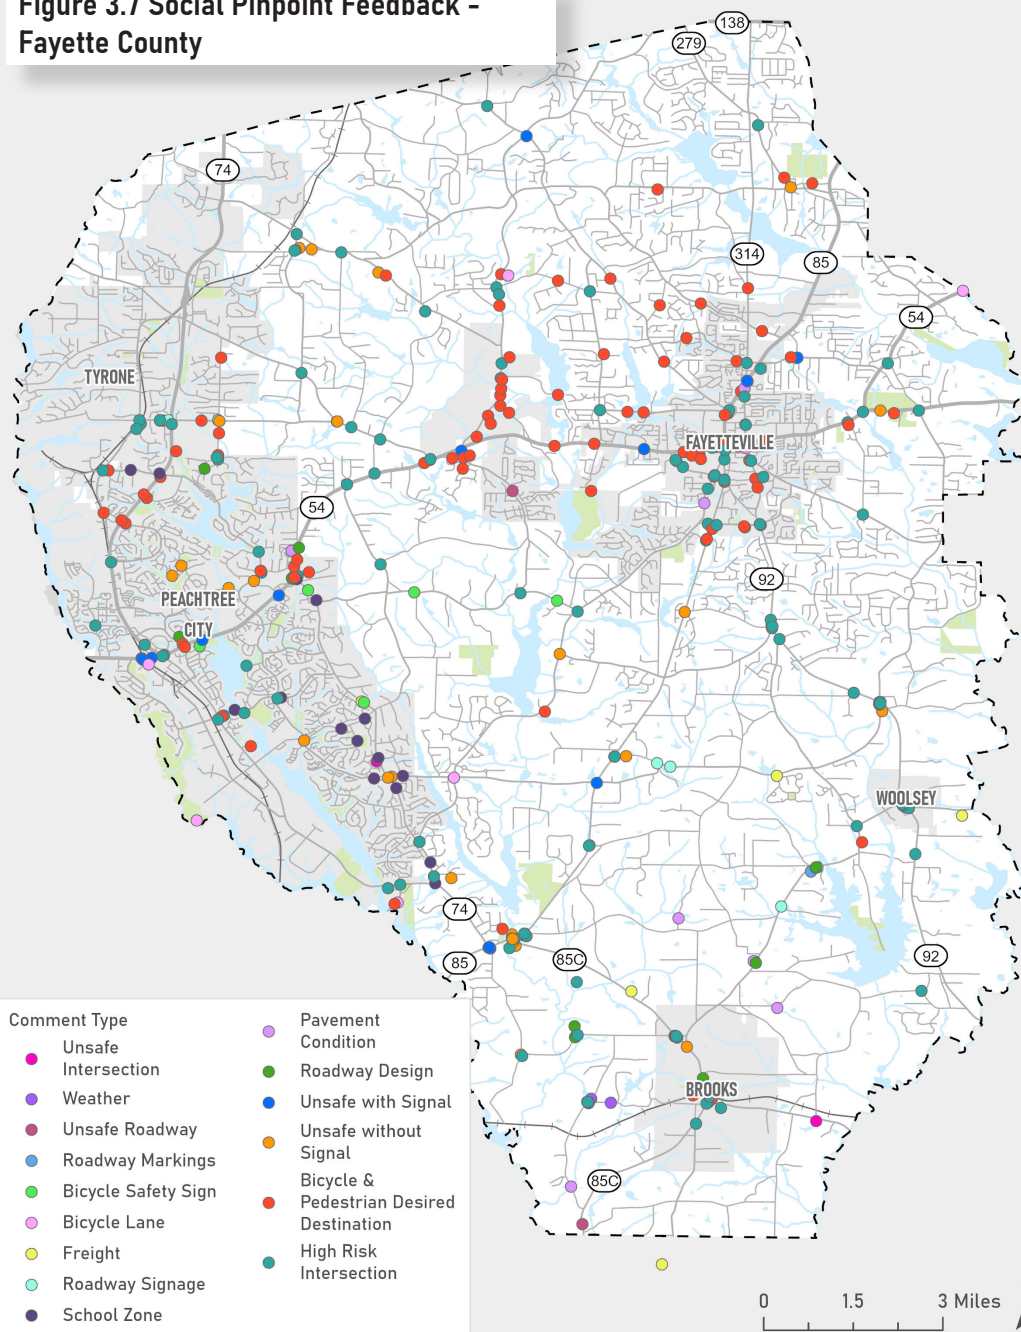 Figure 3.7 Social Pinpoint Feedback -
Fayette County
138
279
74
314
85
54
TYRONE
FAYETTEVILLE
54
92
PEACHTREE
CITY
WOOLSEY
74
85
85C
92
BROOKS
85C
Comment Type
Unsafe
Intersection
Weather
Unsafe Roadway
Roadway Markings
Bicycle Safety Sign
Bicycle Lane
Freight
Roadway Signage
School Zone
Pavement
Condition
Roadway Design
Unsafe with Signal
Unsafe without
Signal
Bicycle &
Pedestrian Desired
Destination
High Risk
Intersection
0 1.5 3 Miles